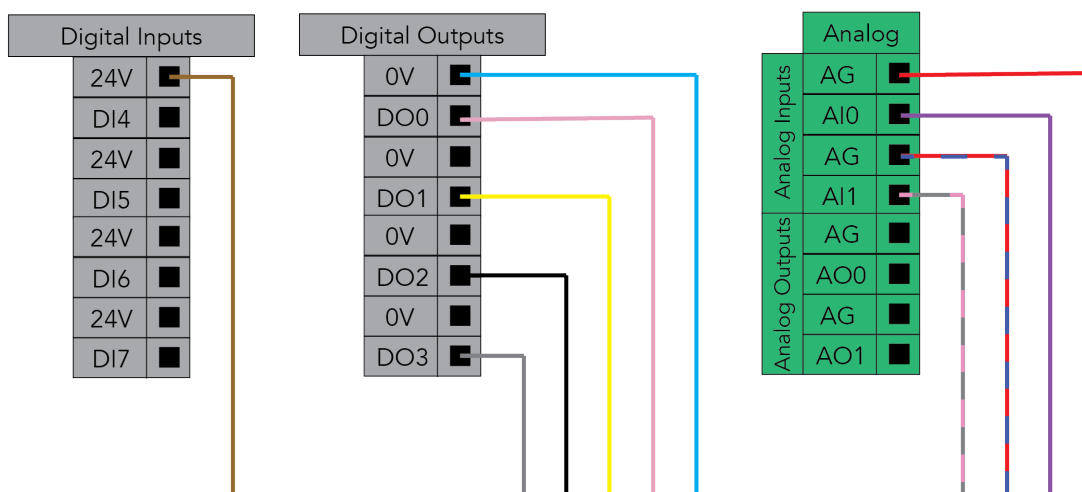 Digital Inputs
24V
DI4
24V
DI5
24V
DI6
24V
DI7
Digital Outputs
0V
DO0
0V
DO1
0V
DO2
0V
DO3
Analog
Analog Inputs
AG
AI0
AG
AI1
Analog Outputs
AG
AO0
AG
AO1